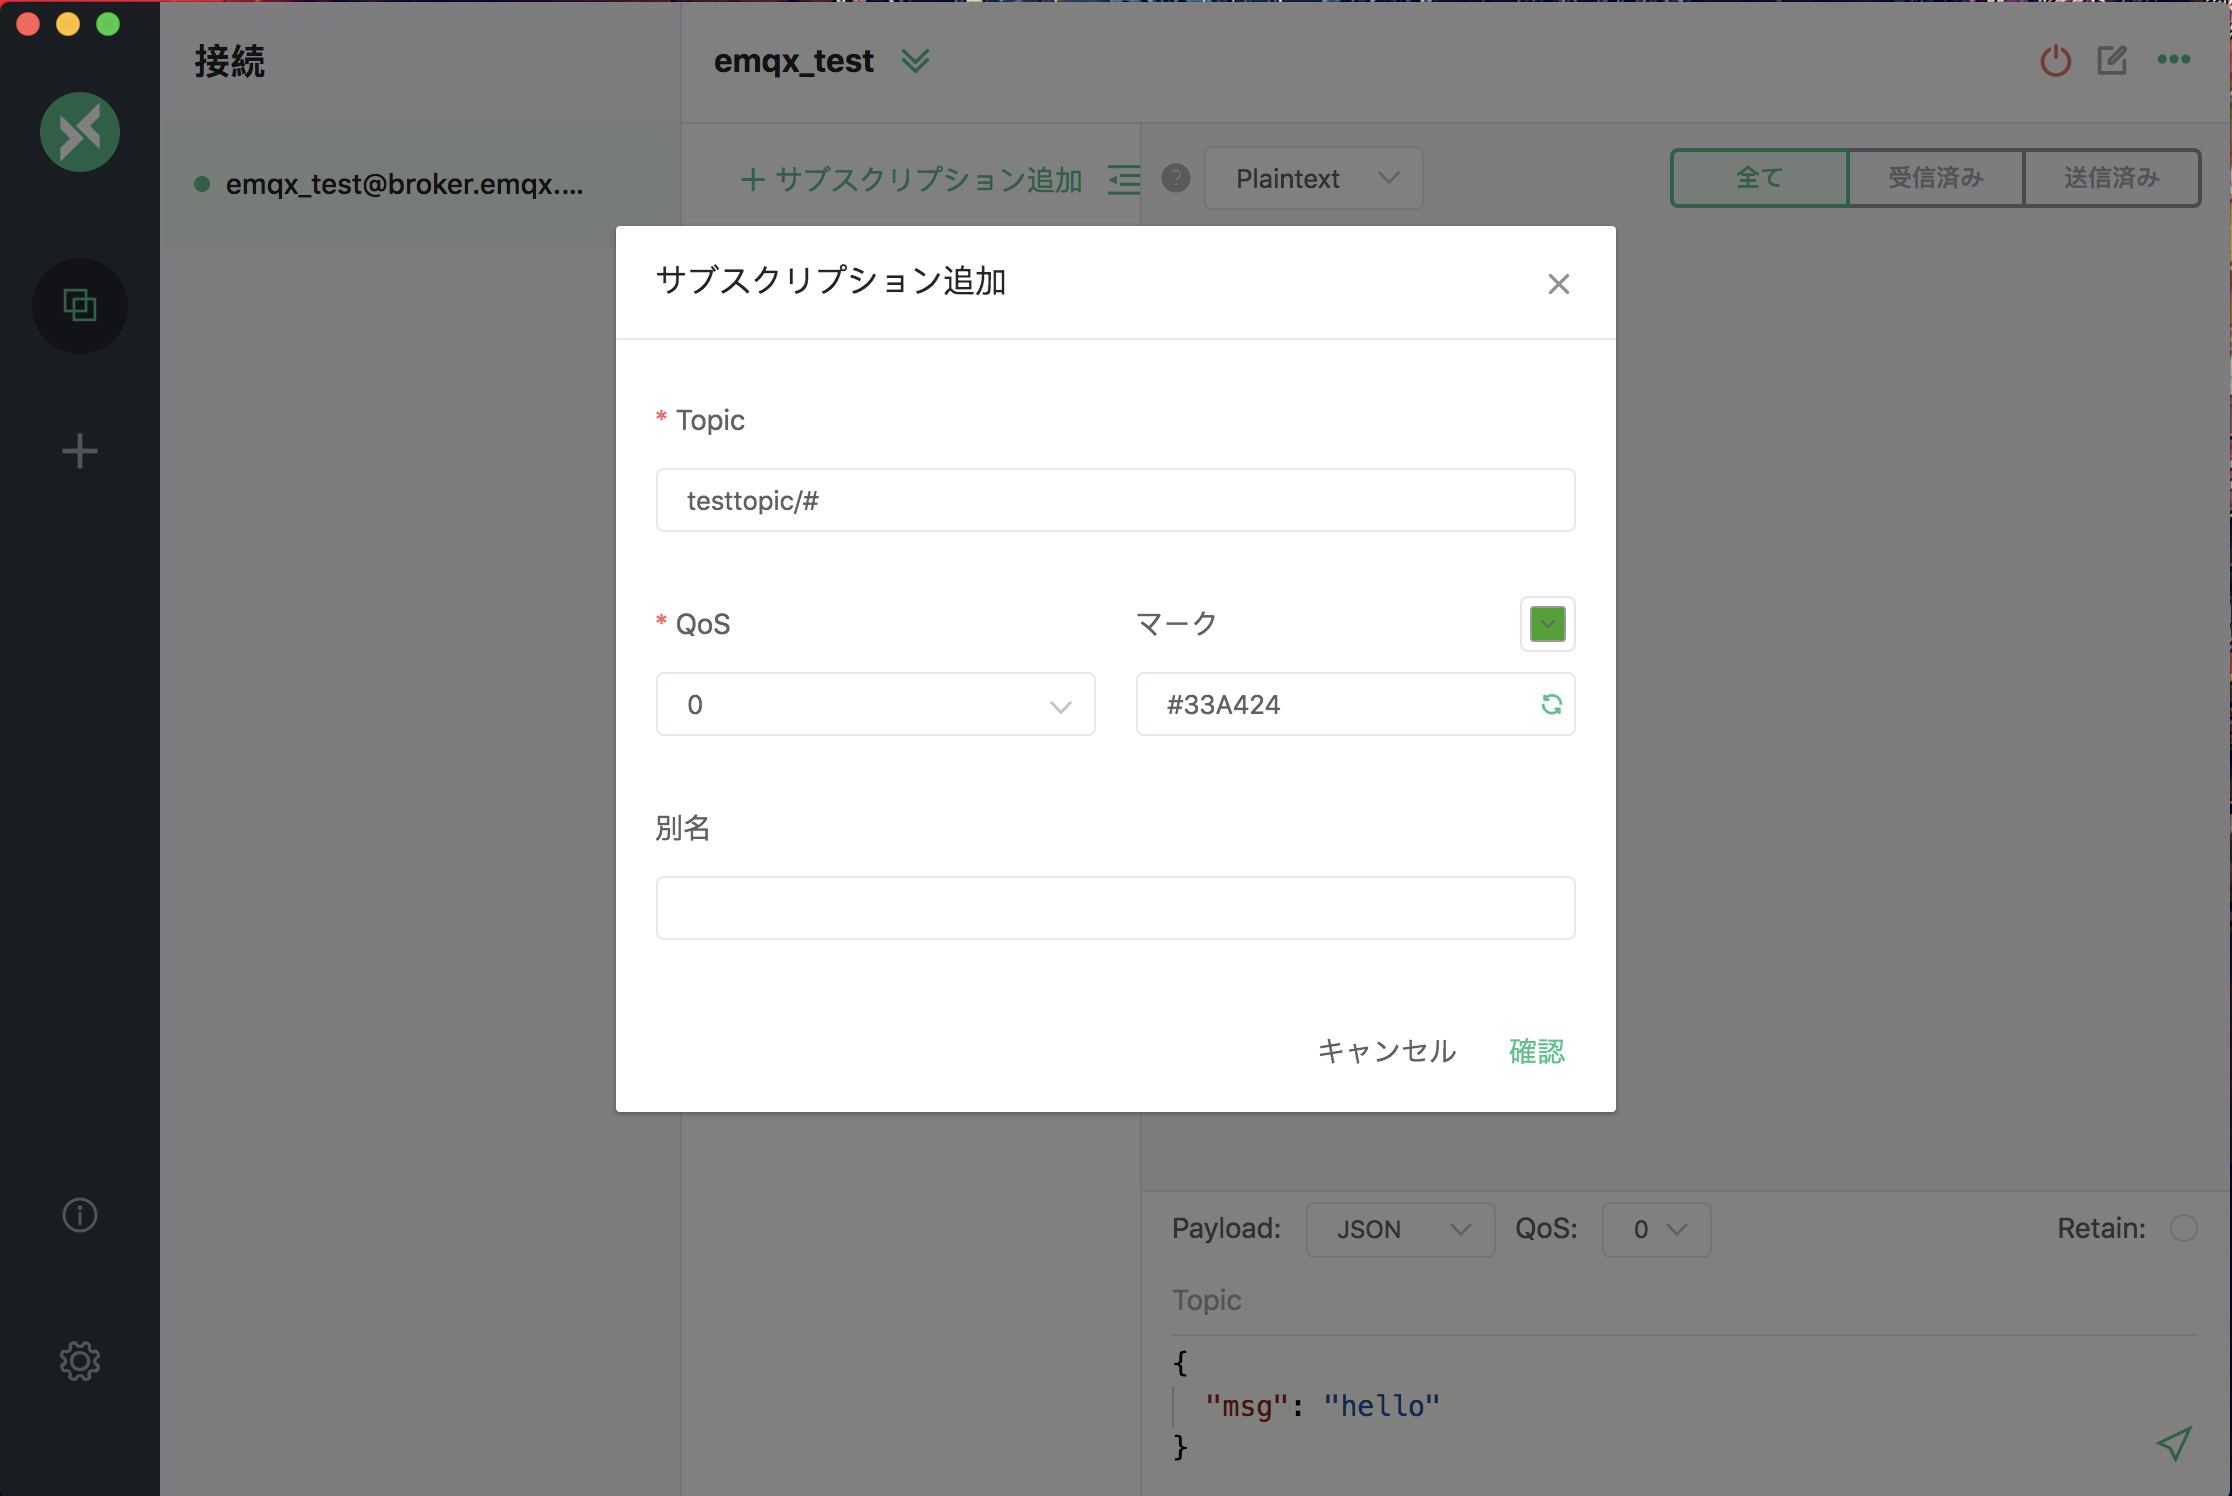 接続
emqx_test
emqx_test@broker.emqx....
+ サブスクリプション追加
?
Plaintext
全て
受信済み
送信済み
サブスクリプション追加
* Topic
testtopic/#
* QoS
マーク
0
#33A424
別名
キャンセル
確認
Payload:
JSON
QoS:
0
Retain:
Topic
{
"msg": "hello"
}